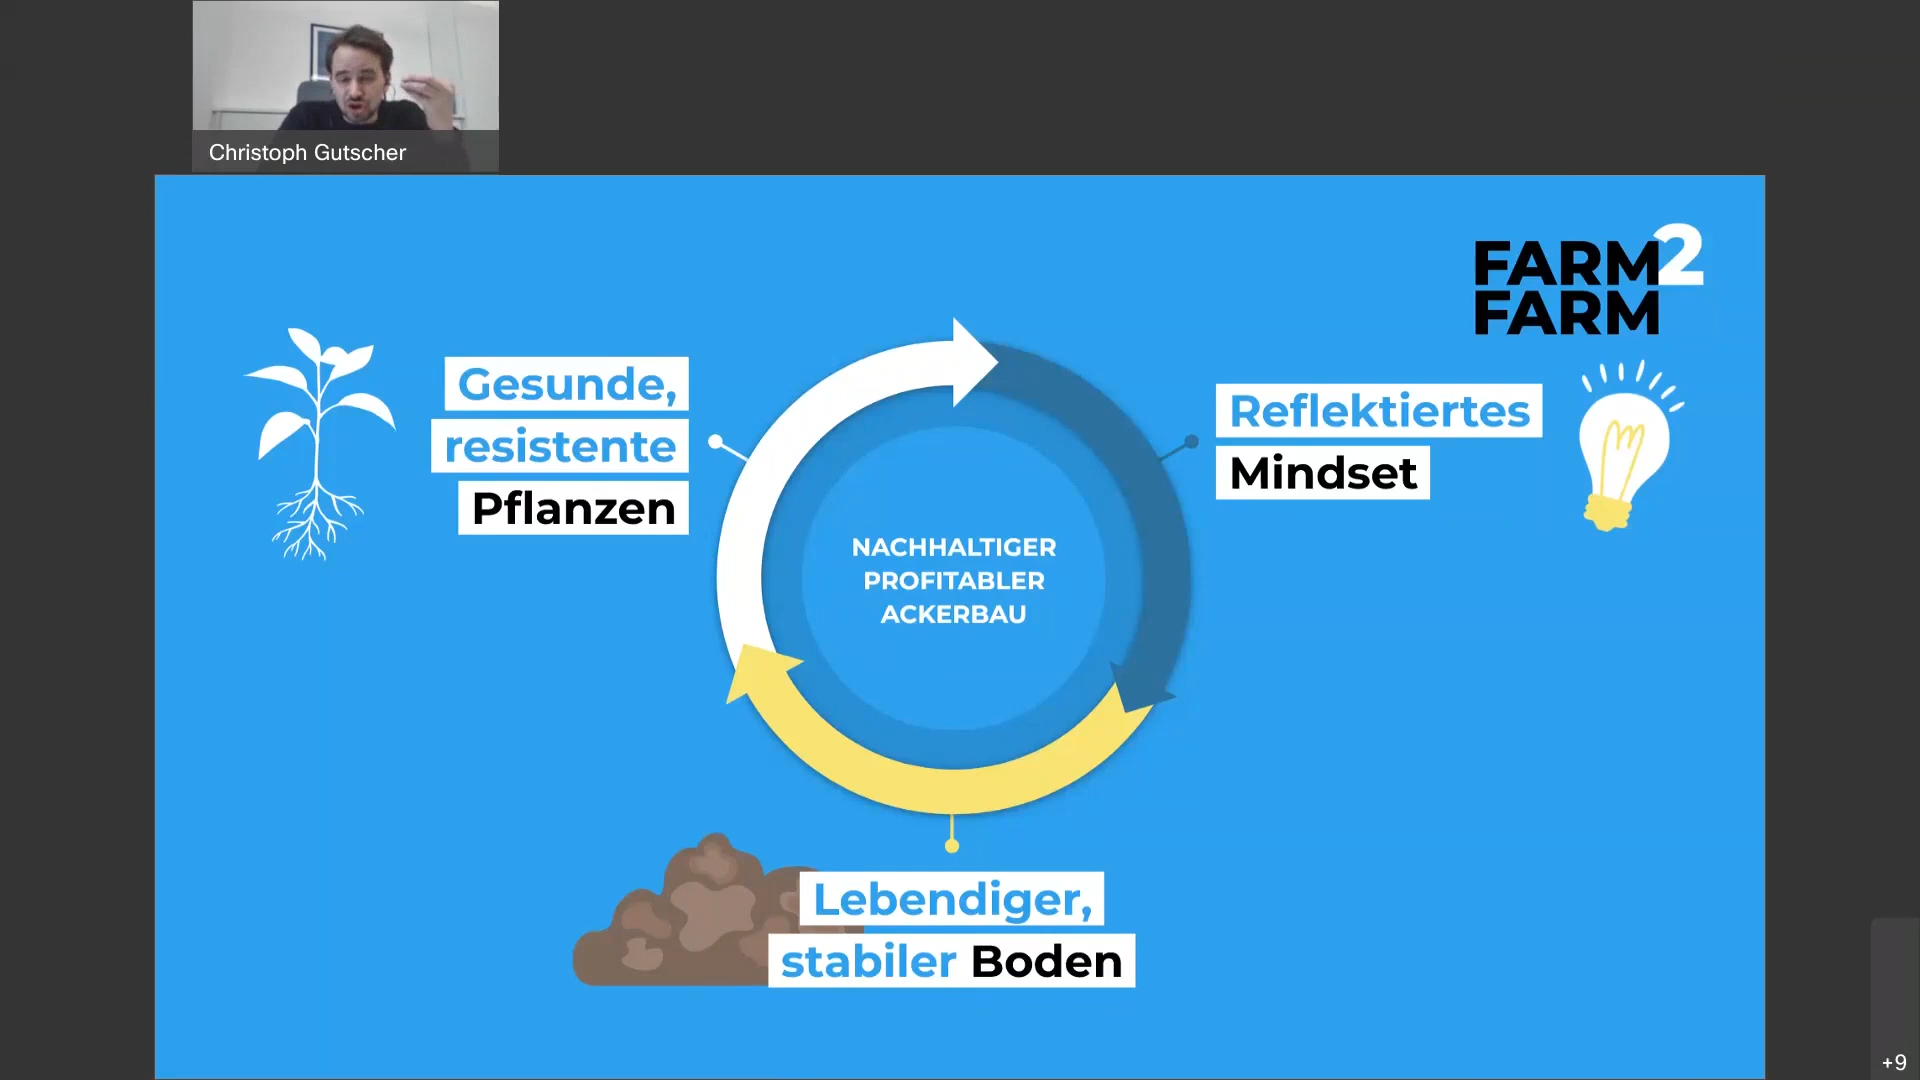 Christoph Gutscher
FARM2
FARM
Gesunde,
resistente
Pflanzen
Reflektiertes
Mindset
NACHHALTIGER
PROFITABLER
ACKERBAU
Lebendiger,
stabiler Boden
+9